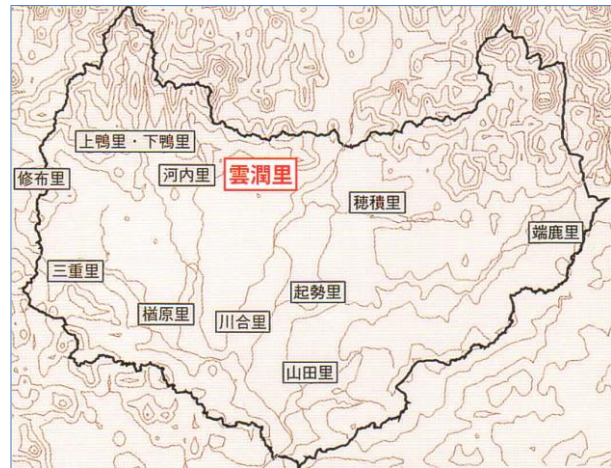 上鴨里・下鴨里
修布里
河内里
雲潤里
穂積里
端鹿里
三重里
楢原里
川合里
起勢里
山田里